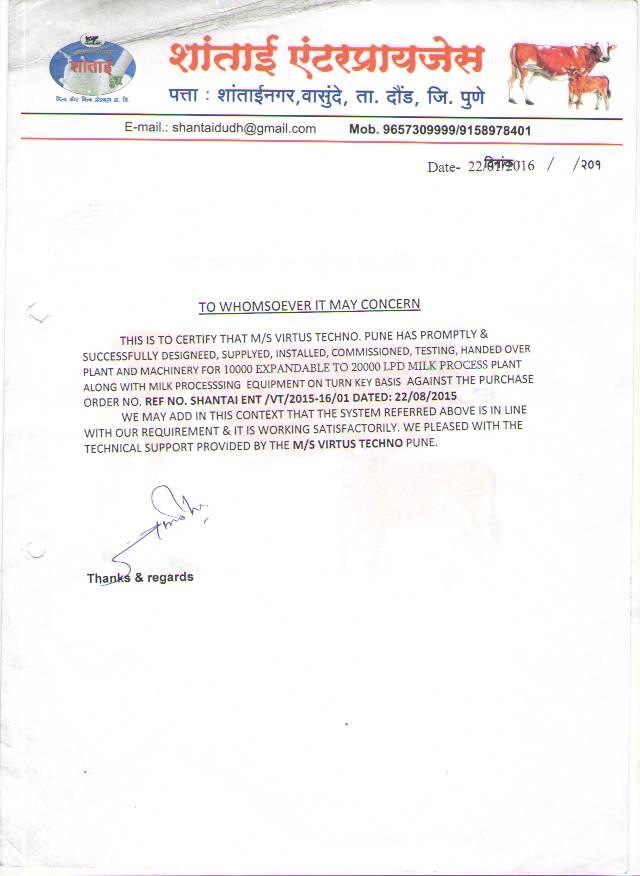 शांताई
दुध
मिल्क अँड मिल्क प्रोडक्ट्स प्रा. लि.
शांताई एंटरप्रायजेस
पत्ता : शांताईनगर,वासुंदे, ता. दौंड, जि. पुणे
E-mail.: shantaidudh@gmail.com Mob. 9657309999/9158978401
Date- 22/01/2016 दिनांक / /२०१
TO WHOMSOEVER IT MAY CONCERN
THIS IS TO CERTIFY THAT M/S VIRTUS TECHNO. PUNE HAS PROMPTLY &
SUCCESSFULLY DESIGNEED, SUPPLYED, INSTALLED, COMMISSIONED, TESTING, HANDED OVER
PLANT AND MACHINERY FOR 10000 EXPANDABLE TO 20000 LPD MILK PROCESS PLANT
ALONG WITH MILK PROCESSSING EQUIPMENT ON TURN KEY BASIS AGAINST THE PURCHASE
ORDER NO. REF NO. SHANTAI ENT /VT/2015-16/01 DATED: 22/08/2015
WE MAY ADD IN THIS CONTEXT THAT THE SYSTEM REFERRED ABOVE IS IN LINE
WITH OUR REQUIREMENT & IT IS WORKING SATISFACTORILY. WE PLEASED WITH THE
TECHNICAL SUPPORT PROVIDED BY THE M/S VIRTUS TECHNO PUNE.
Thanks & regards